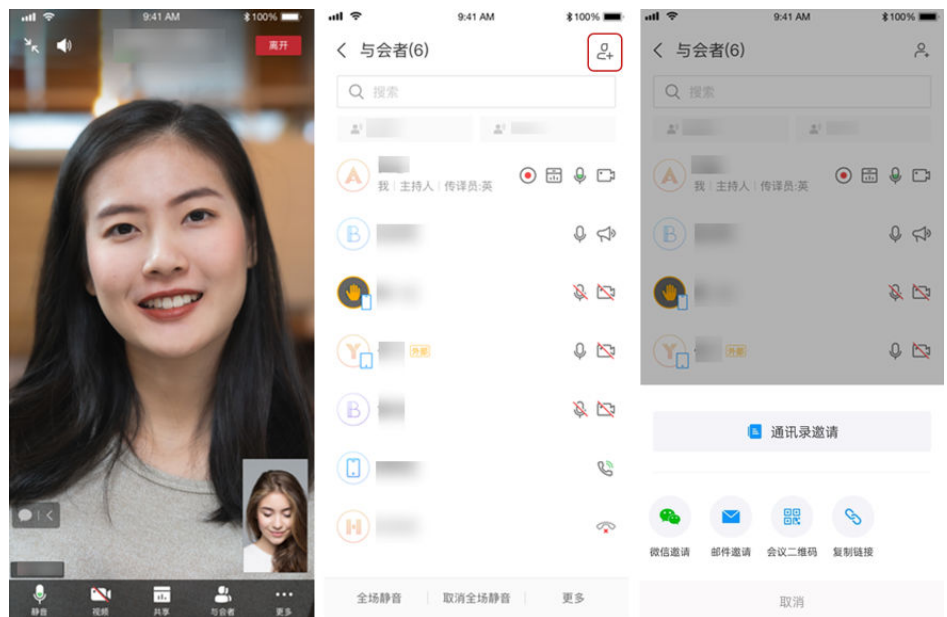 9:41 AM
100%
离开
静音
视频
共享
与会者
更多
9:41 AM
100%
与会者(6)
搜索
A
我 | 主持人 | 传译员:英
B
Y
外部
B
H
全场静音
取消全场静音
更多
9:41 AM
100%
与会者(6)
搜索
A
我 | 主持人 | 传译员:英
B
Y
外部
通讯录邀请
微信邀请
邮件邀请
会议二维码
复制链接
取消